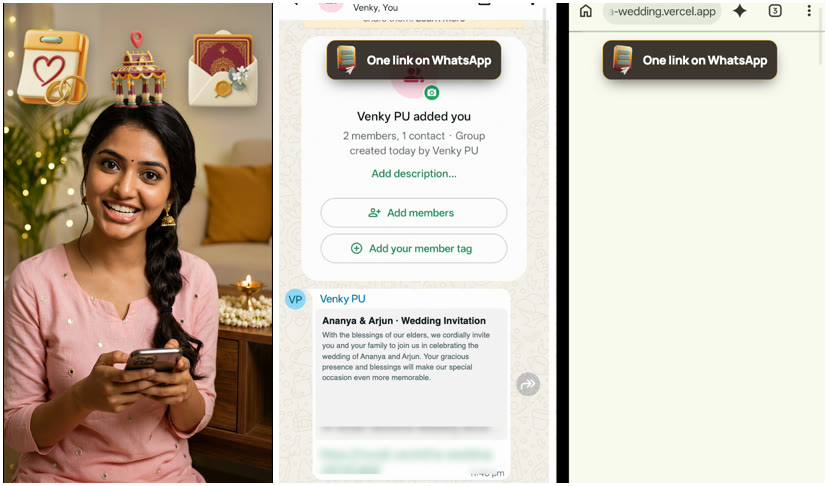 Venky, You
share them. Learn more
One link on WhatsApp
Venky PU added you
2 members, 1 contact · Group
created today by Venky PU
Add description...
Add members
Add your member tag
VP
Venky PU
Ananya & Arjun · Wedding Invitation
With the blessings of our elders, we cordially invite
you and your family to join us in celebrating the
wedding of Ananya and Arjun. Your gracious
presence and blessings will make our special
occasion even more memorable.
pm
-wedding.vercel.app
3
One link on WhatsApp